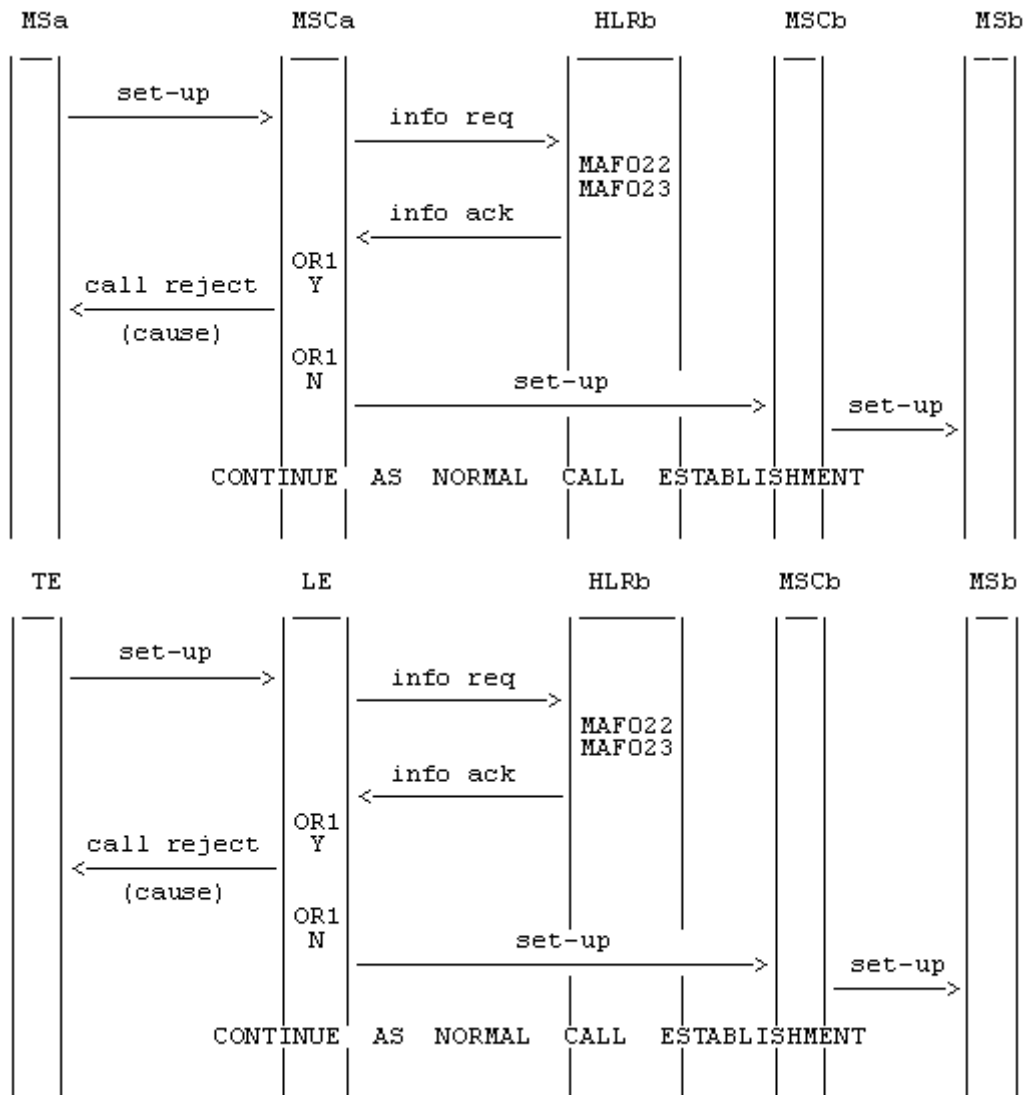 MSa MSCa HLRb MSCb MSb
set-up
info req
MAF022
MAF023
info ack
OR1
Y
call reject
(cause)
OR1
N
set-up
set-up
CONTINUE AS NORMAL CALL ESTABLISHMENT
TE LE HLRb MSCb MSb
set-up
info req
MAF022
MAF023
info ack
OR1
Y
call reject
(cause)
OR1
N
set-up
set-up
CONTINUE AS NORMAL CALL ESTABLISHMENT